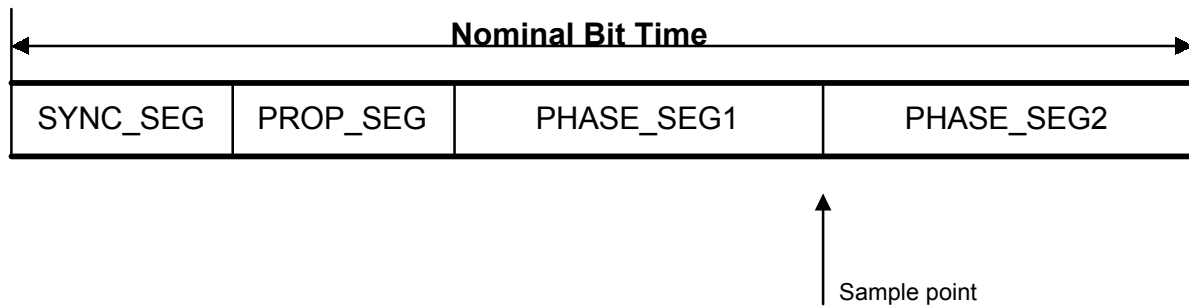 Nominal Bit Time
SYNC_SEG PROP_SEG PHASE_SEG1 PHASE_SEG2
Sample point